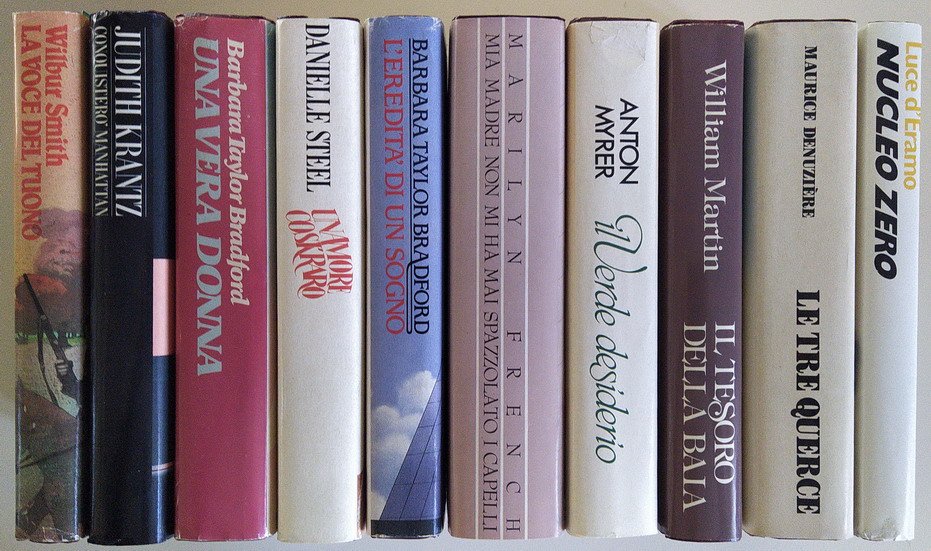 Wilbur Smith
LA VOCE DEL TUONO
JUDITH KRANTZ
CONQUISTERÒ MANHATTAN
Barbara Taylor Bradford
UNA VERA DONNA
DANIELLE STEEL
UN AMORE
COSÌ RARO
BARBARA TAYLOR BRADFORD
L'EREDITA' DI UN SOGNO
MARILYN FRENCH
MIA MADRE NON MI HA MAI SPAZZOLATO I CAPELLI
ANTON
MYRER
il Verde desiderio
William Martin
IL TESORO
DELLA BAIA
MAURICE DENUZIÈRE
LE TRE QUERCE
Luce d'Eramo
NUCLEO ZERO